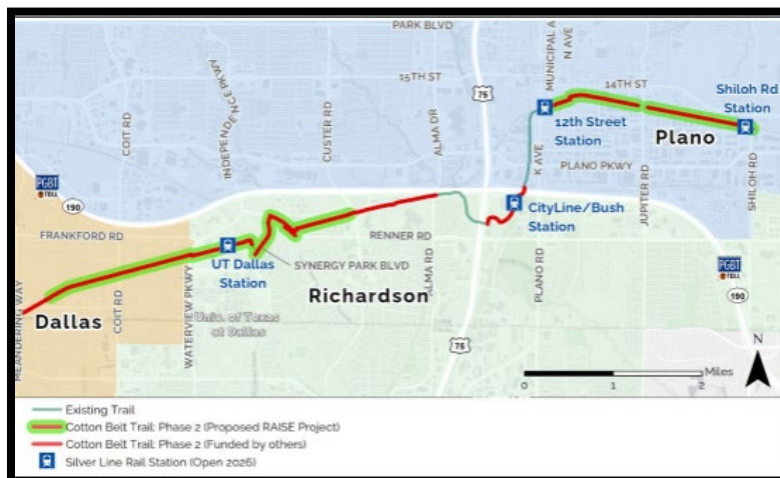 PARK BLVD
MUNICIPAL A
N AVE
15TH ST
INDEPENDENCE PKWY
COIT RD
CUSTER RD
ALMA DR
75
14TH ST
Shiloh Rd
Station
12th Street
Station
Plano
K AVE
PLANO PKWY
PGBT
TOLL
190
CityLine/Bush
Station
JUPITER RD
SHILOH RD
FRANKFORD RD
RENNER RD
UT Dallas
Station
SYNERGY PARK BLVD
Richardson
ALMA RD
PLANO RD
PGBT
TOLL
190
MEANDERING WAY
Dallas
COIT RD
WATERVIEW PKWY
Univ. of Texas
at Dallas
75
N
Miles
0
1
2
Existing Trail
Cotton Belt Trail: Phase 2 (Proposed RAISE Project)
Cotton Belt Trail: Phase 2 (Funded by others)
Silver Line Rail Station (Open 2026)